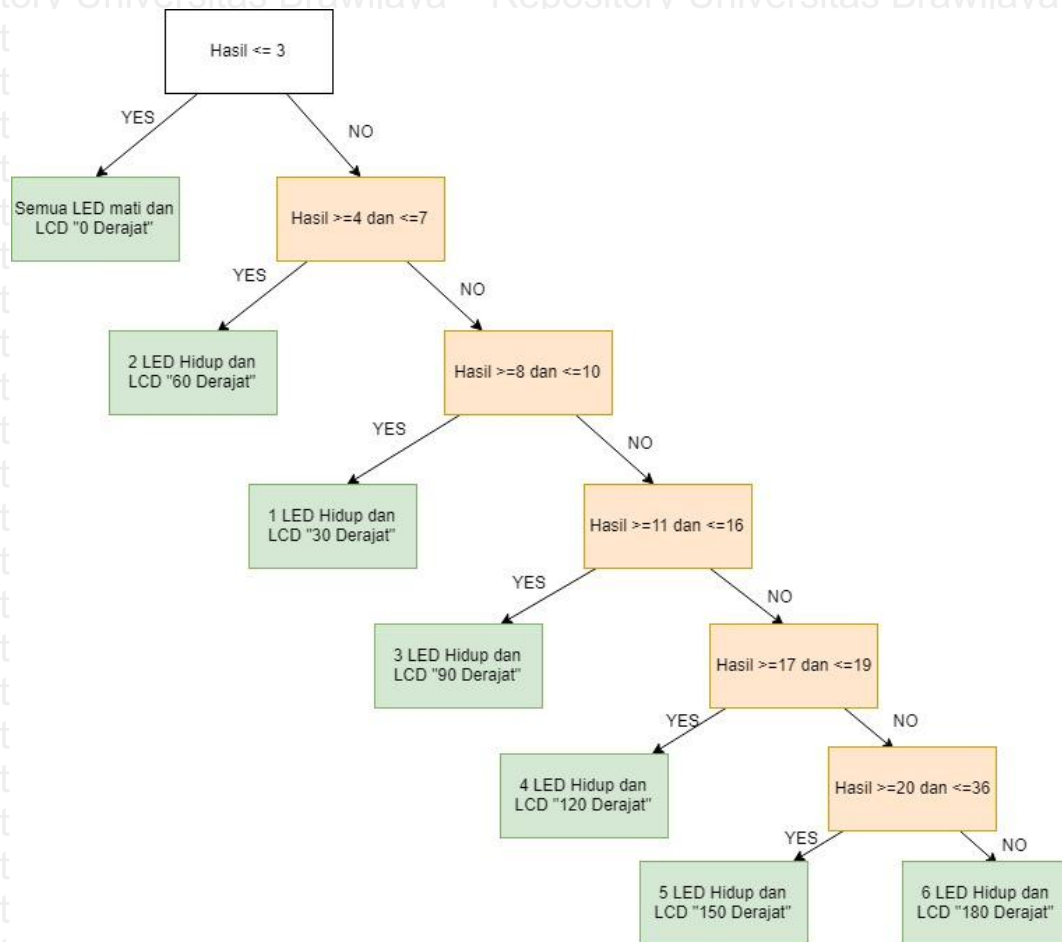 Repository Universitas Brawijaya
Hasil <= 3
YES
NO
Semua LED mati dan
LCD "0 Derajat"
Hasil >=4 dan <=7
YES
NO
2 LED Hidup dan
LCD "60 Derajat"
Hasil >=8 dan <=10
YES
NO
1 LED Hidup dan
LCD "30 Derajat"
Hasil >=11 dan <=16
YES
NO
3 LED Hidup dan
LCD "90 Derajat"
Hasil >=17 dan <=19
YES
NO
4 LED Hidup dan
LCD "120 Derajat"
Hasil >=20 dan <=36
YES
NO
5 LED Hidup dan
LCD "150 Derajat"
6 LED Hidup dan
LCD "180 Derajat"